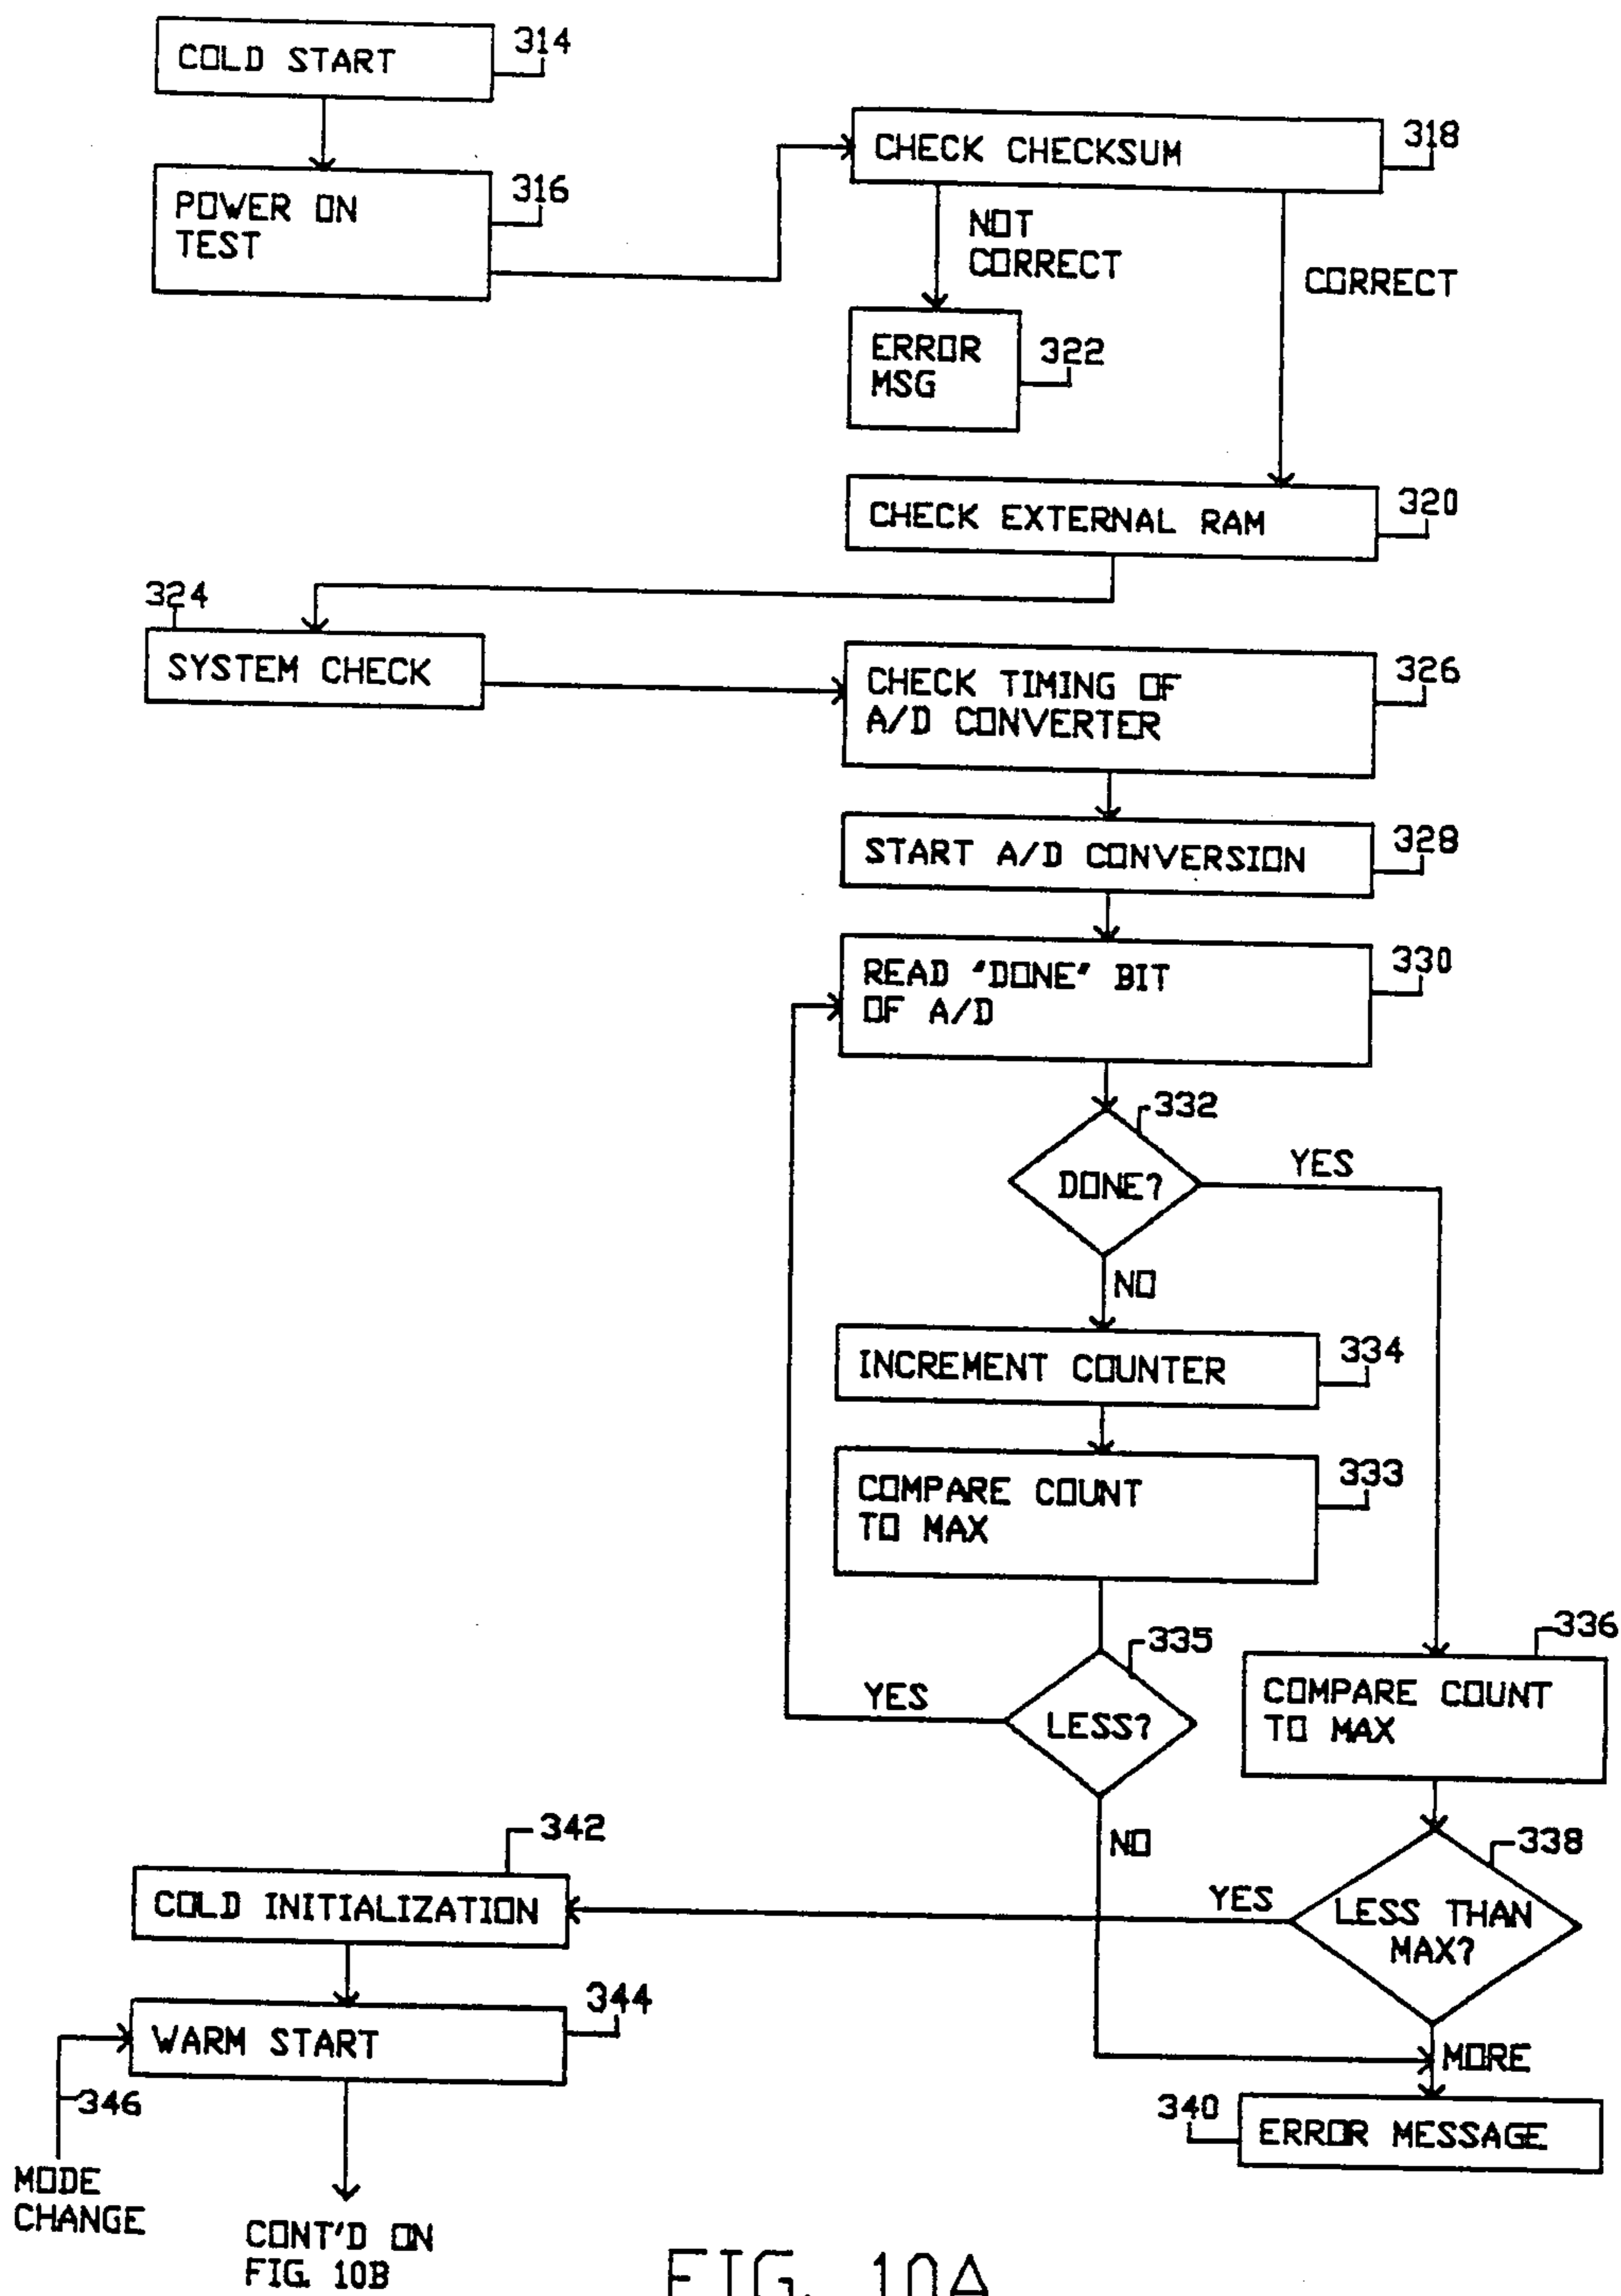 COLD START
314
POWER ON
TEST
316
CHECK CHECKSUM
318
NOT
CORRECT
CORRECT
ERROR
MSG
322
CHECK EXTERNAL RAM
320
324
SYSTEM CHECK
CHECK TIMING OF
A/D CONVERTER
326
START A/D CONVERSION
328
READ "DONE" BIT
OF A/D
330
332
DONE?
YES
NO
INCREMENT COUNTER
334
COMPARE COUNT
TO MAX
333
335
LESS?
YES
NO
336
COMPARE COUNT
TO MAX
338
LESS THAN
MAX?
YES
MORE
340
ERROR MESSAGE
342
COLD INITIALIZATION
344
WARM START
346
MODE
CHANGE
CONT'D ON
FIG. 10B
FIG. 10A